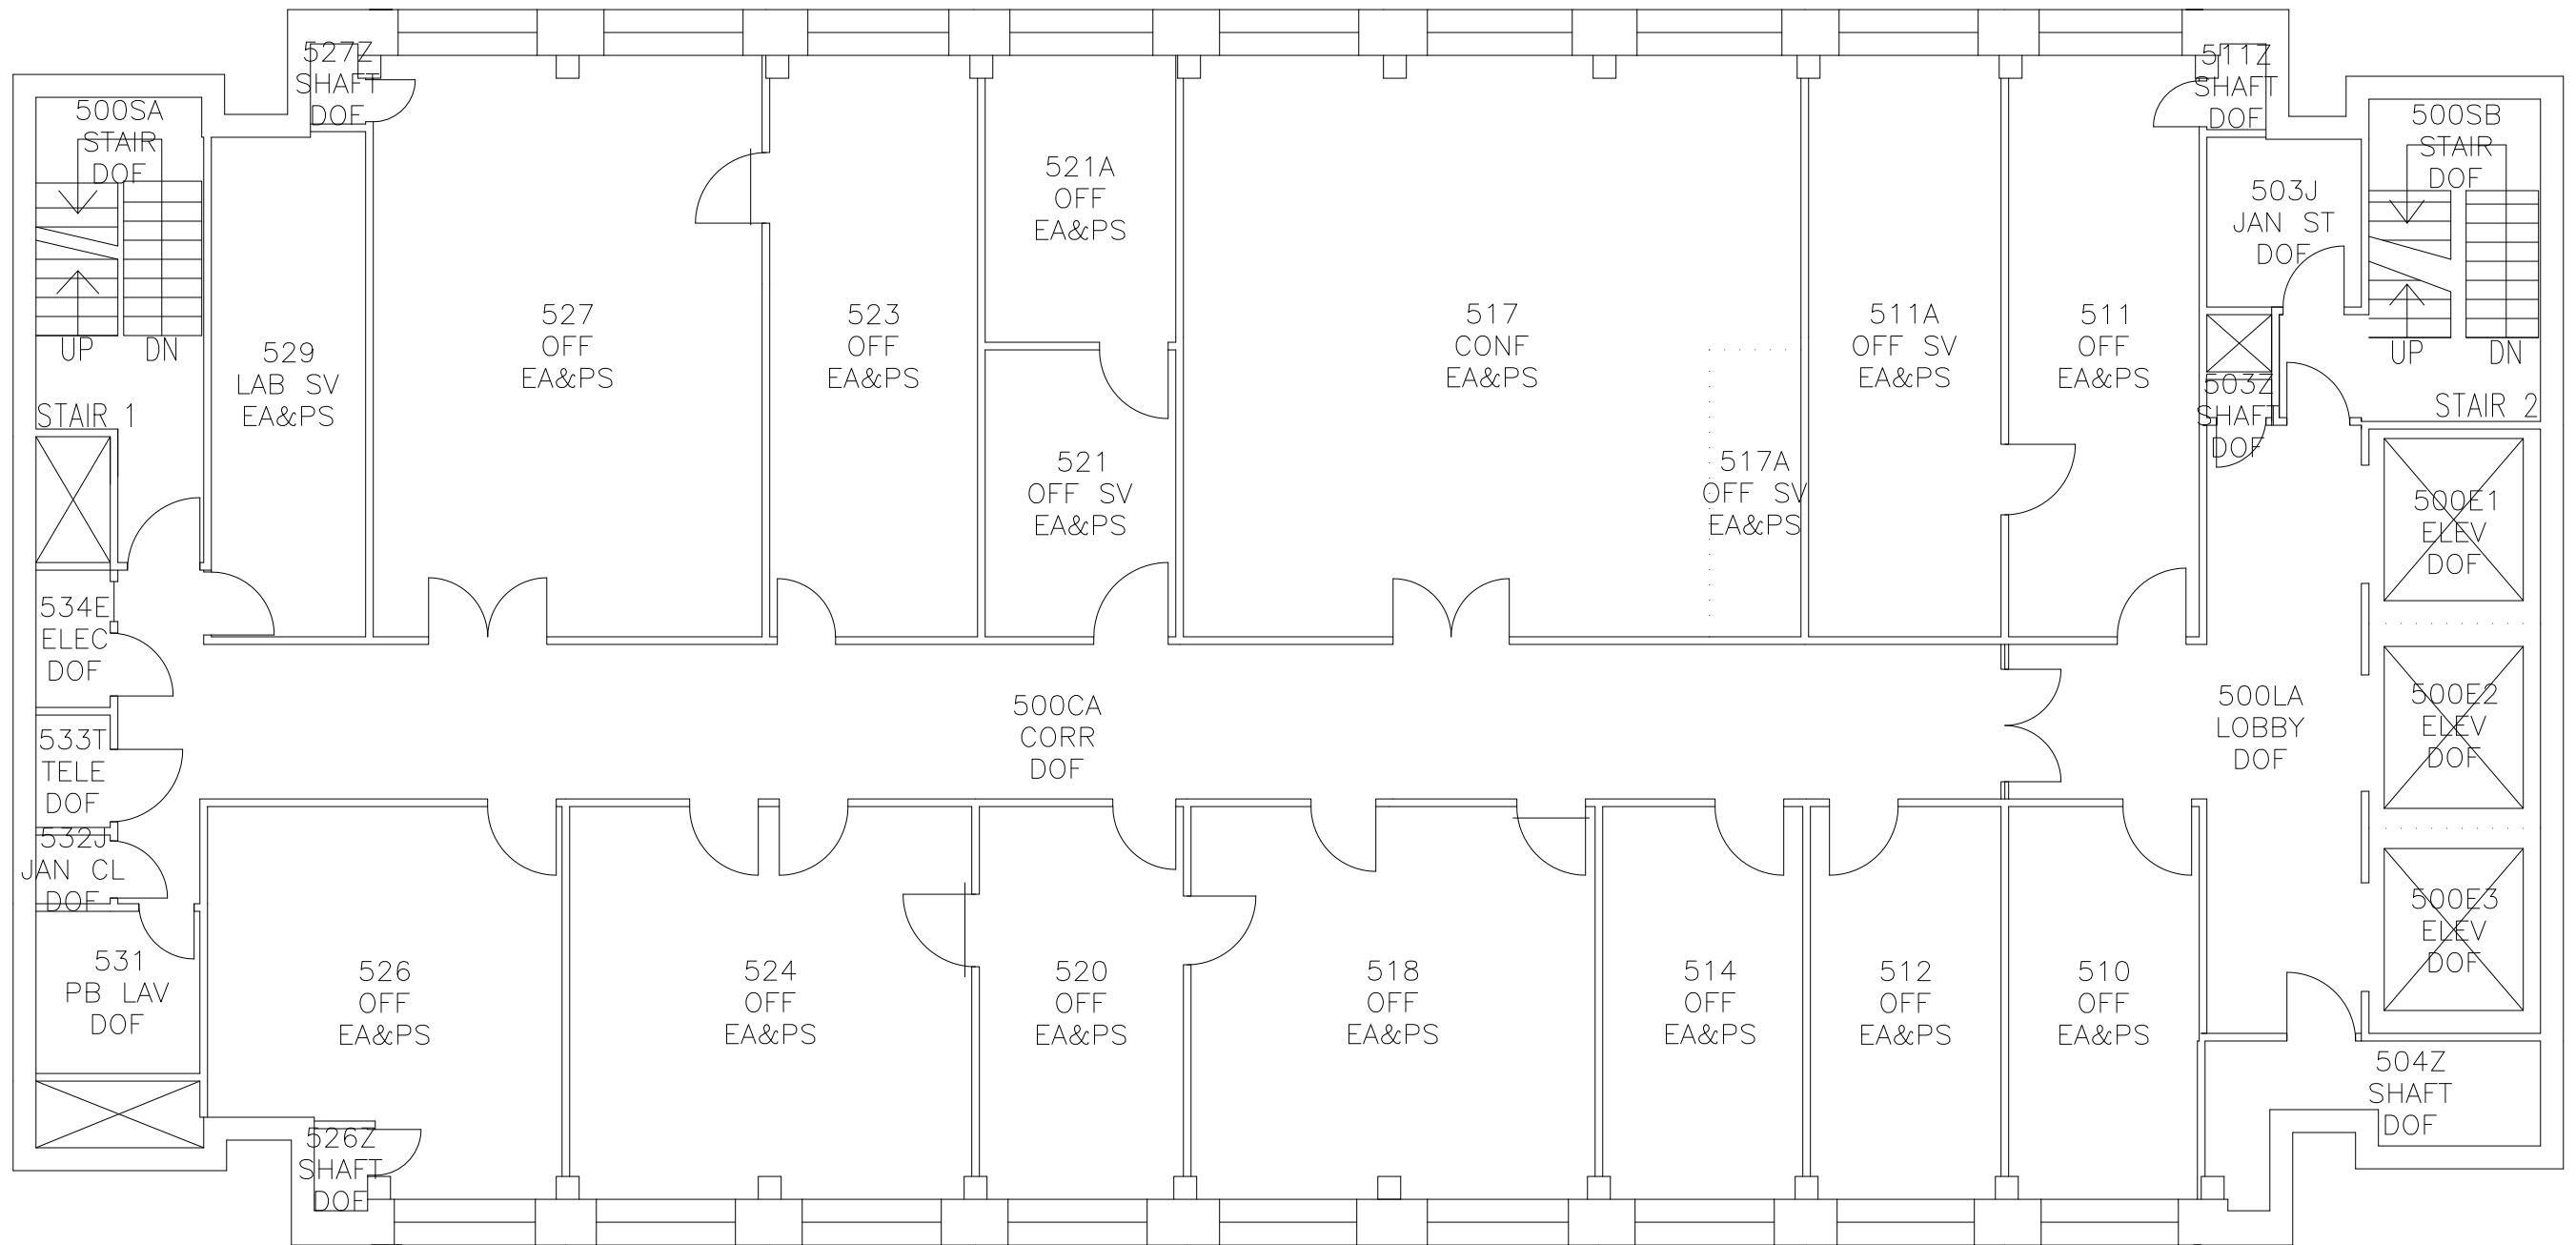 527Z
SHAFT
DOF
511Z
SHAFT
DOF
500SA
STAIR
DOF
500SB
STAIR
DOF
521A
OFF
EA&PS
503J
JAN ST
DOF
UP
DN
529
LAB SV
EA&PS
527
OFF
EA&PS
523
OFF
EA&PS
517
CONF
EA&PS
511A
OFF SV
EA&PS
511
OFF
EA&PS
UP
DN
503Z
SHAFT
DOF
STAIR 1
STAIR 2
521
OFF SV
EA&PS
517A
OFF SV
EA&PS
500E1
ELEV
DOF
534E
ELEC
DOF
533T
TELE
DOF
500CA
CORR
DOF
500LA
LOBBY
DOF
500E2
ELEV
DOF
532J
JAN CL
DOF
531
PB LAV
DOF
526
OFF
EA&PS
524
OFF
EA&PS
520
OFF
EA&PS
518
OFF
EA&PS
514
OFF
EA&PS
512
OFF
EA&PS
510
OFF
EA&PS
500E3
ELEV
DOF
504Z
SHAFT
DOF
526Z
SHAFT
DOF